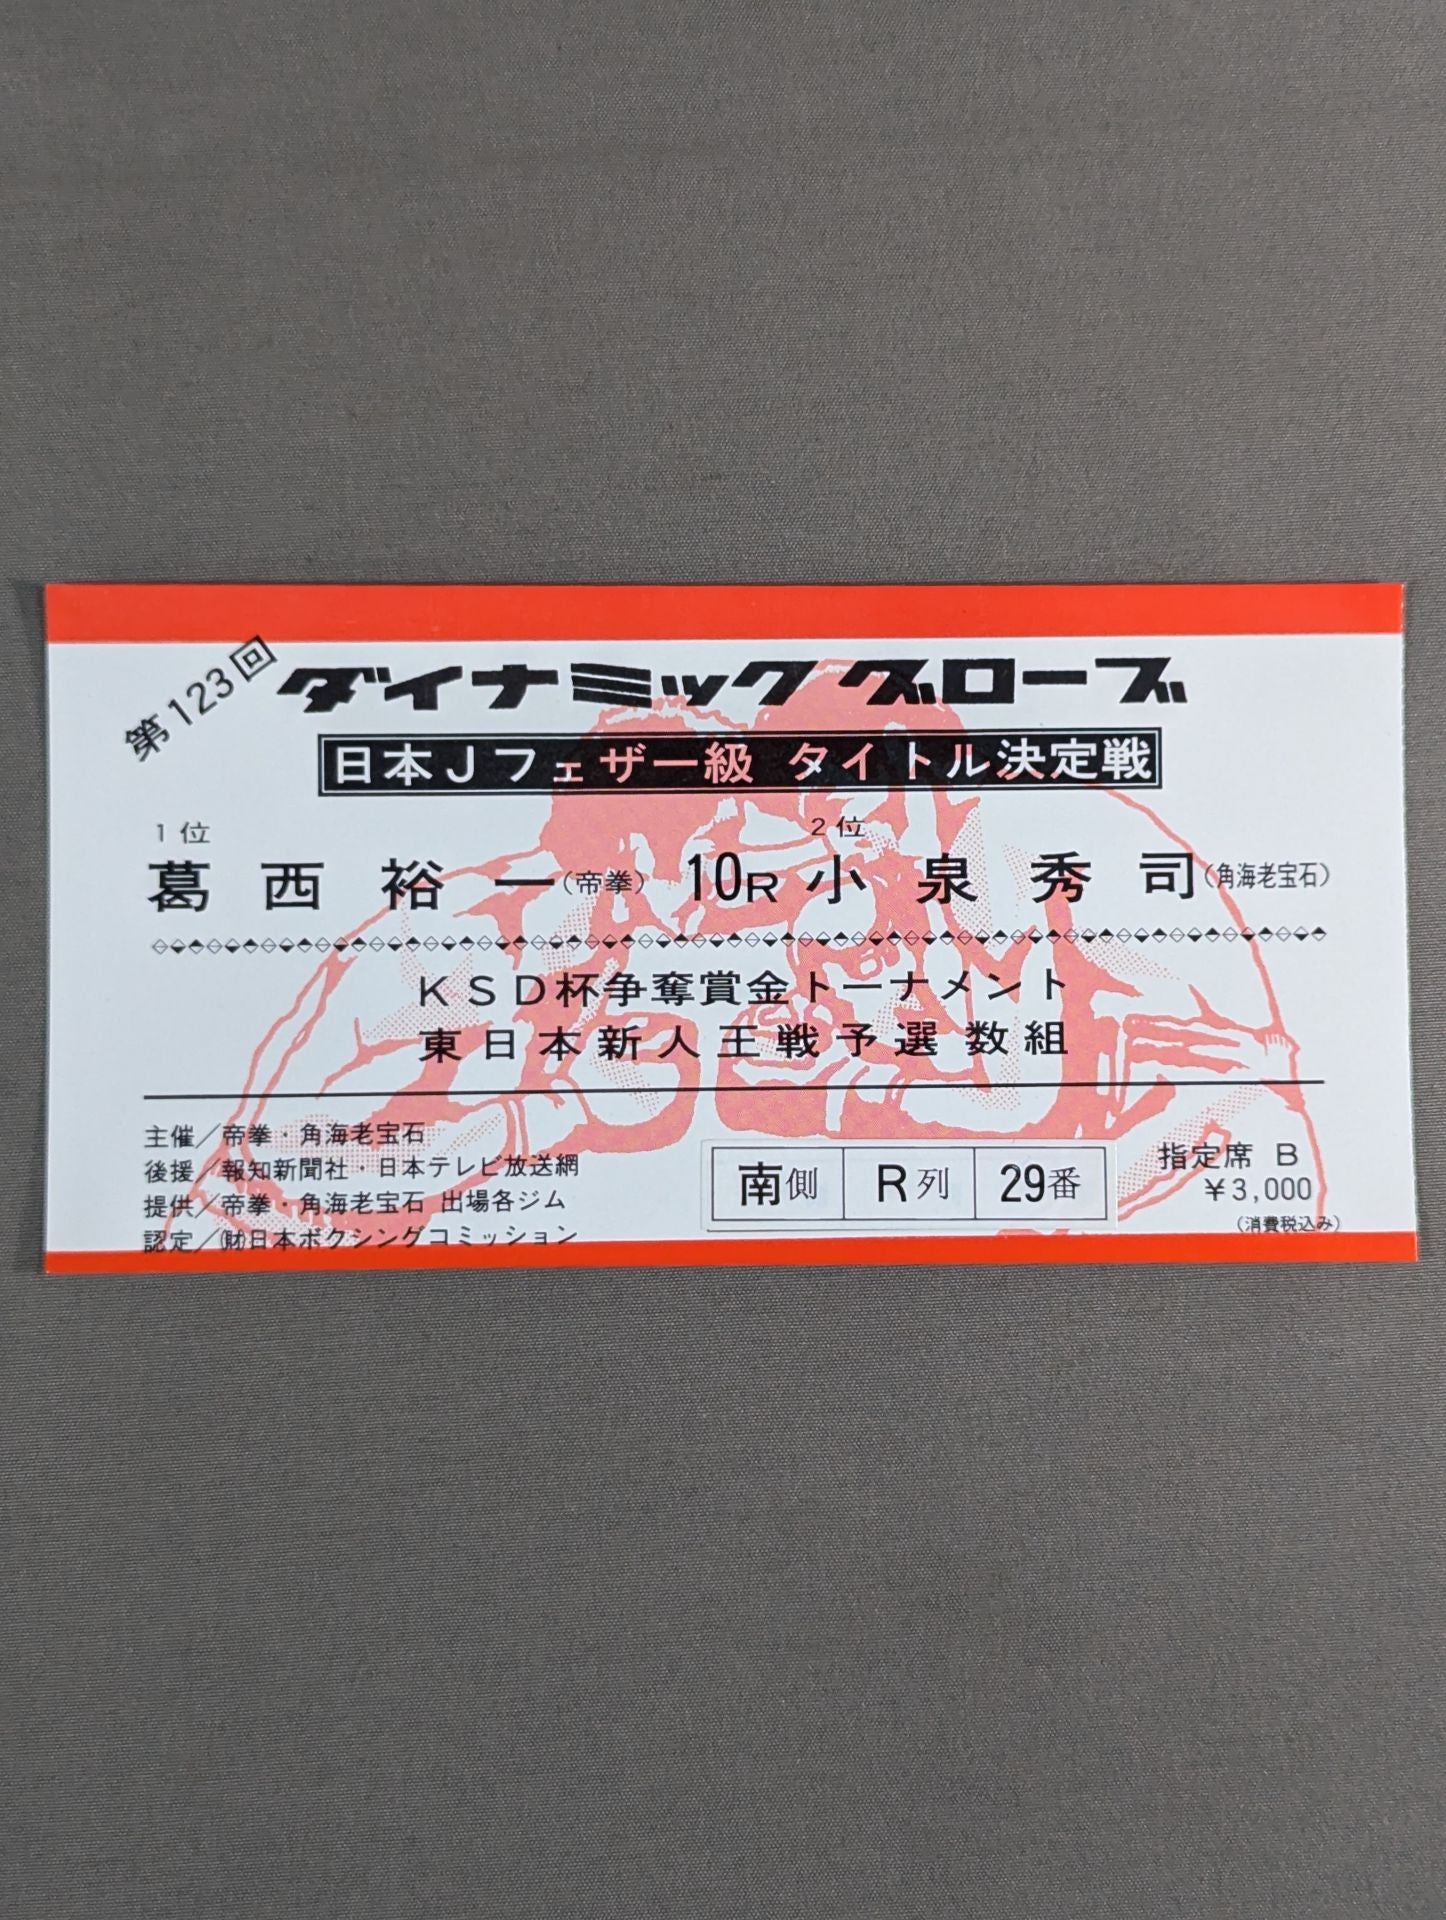 第123回 ダイナミックグローブ
日本Jフェザー級 タイトル決定戦
1位 2位
葛西裕一(帝拳) 10R 小泉秀司(角海老宝石)
KSD杯争奪賞金トーナメント
東日本新人王戦予選数組
主催/帝拳・角海老宝石
後援/報知新聞社・日本テレビ放送網
提供/帝拳・角海老宝石 出場各ジム
認定/㈶日本ボクシングコミッション
南側 R列 29番
指定席 B
¥3,000
(消費税込み)